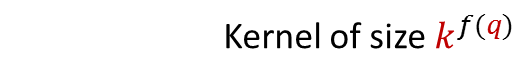 Kernel of size $k^{f(q)}$